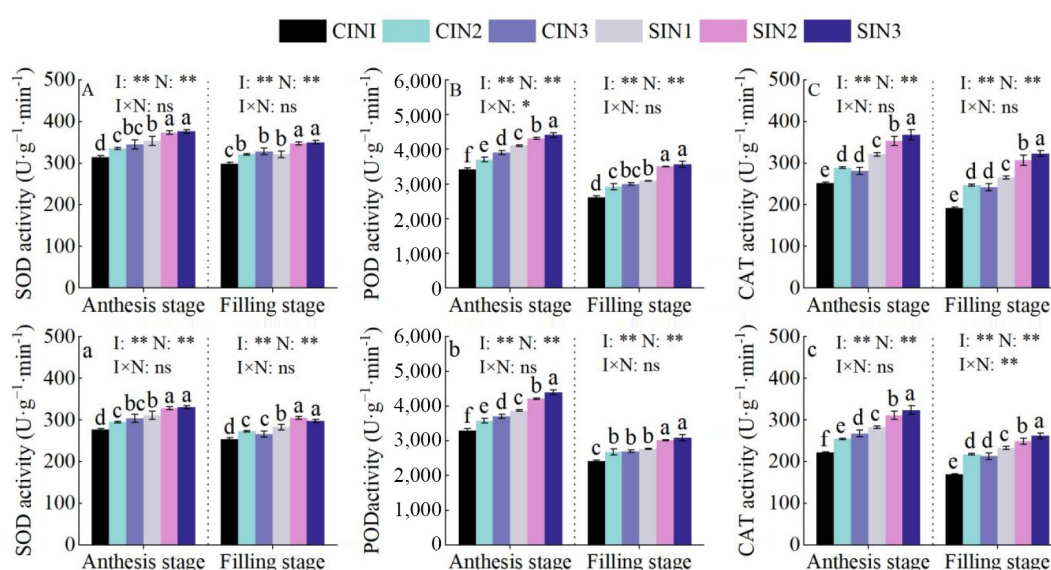 CINI CIN2 CIN3 SIN1 SIN2 SIN3
A
SOD activity (U·g⁻¹·min⁻¹)
500
400
300
200
100
0
I: ** N: ** I: ** N: **
I×N: ns I×N: ns
d c bc b a a c b b b a a
Anthesis stage Filling stage
B
POD activity (U·g⁻¹·min⁻¹)
6,000
5,000
4,000
3,000
2,000
1,000
0
I: ** N: ** I: ** N: **
I×N: * I×N: ns
f e d c b a d c bc b a a
Anthesis stage Filling stage
C
CAT activity (U·g⁻¹·min⁻¹)
500
400
300
200
100
0
I: ** N: ** I: ** N: **
I×N: ns I×N: ns
e d d c b a e d d c b a
Anthesis stage Filling stage
a
SOD activity (U·g⁻¹·min⁻¹)
500
400
300
200
100
0
I: ** N: ** I: ** N: **
I×N: ns I×N: ns
d c bc b a a d c c b a a
Anthesis stage Filling stage
b
PODactivity (U·g⁻¹·min⁻¹)
6,000
5,000
4,000
3,000
2,000
1,000
0
I: ** N: ** I: ** N: **
I×N: ns I×N: ns
f e d c b a c b b b a a
Anthesis stage Filling stage
c
CAT activity (U·g⁻¹·min⁻¹)
500
400
300
200
100
0
I: ** N: ** I: ** N: **
I×N: ns I×N: **
f e d c b a e d d c b a
Anthesis stage Filling stage